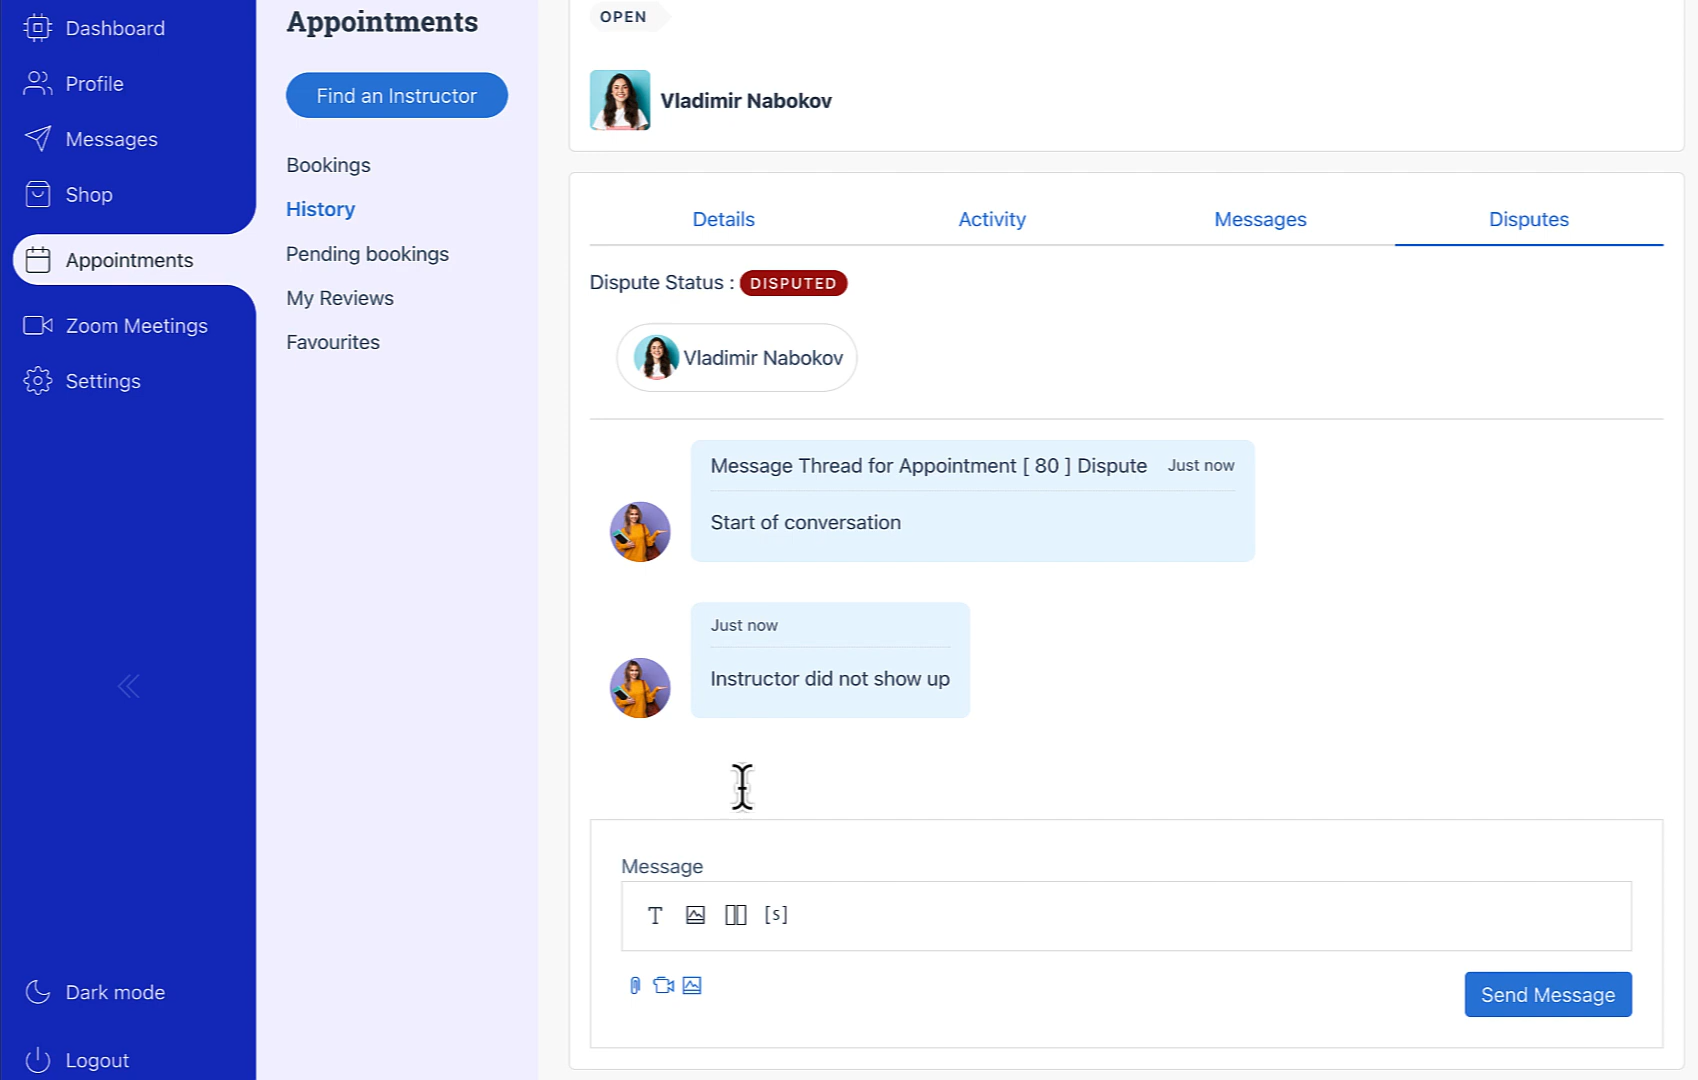 Dashboard
Profile
Messages
Shop
Appointments
Zoom Meetings
Settings
Dark mode
Logout
Appointments
Find an Instructor
Bookings
History
Pending bookings
My Reviews
Favourites
OPEN
Vladimir Nabokov
Details Activity Messages Disputes
Dispute Status : DISPUTED
Vladimir Nabokov
Message Thread for Appointment [ 80 ] Dispute Just now
Start of conversation
Just now
Instructor did not show up
Message
T [s]
Send Message